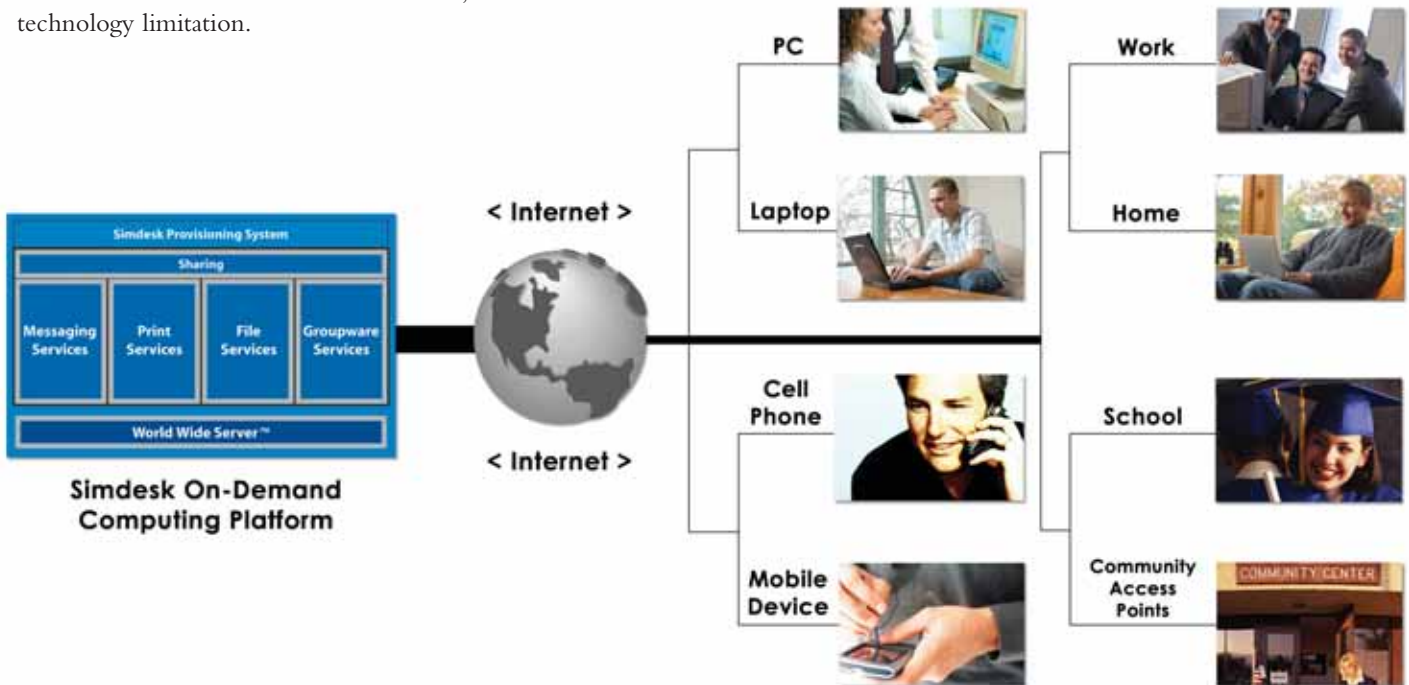 technology limitation.
PC
Work
Laptop
Home
< Internet >
Simdesk Provisioning System
Sharing
Messaging
Services
Print
Services
File
Services
Groupware
Services
World Wide Server™
< Internet >
Simdesk On-Demand
Computing Platform
Cell
Phone
School
Mobile
Device
Community
Access
Points
COMMUNITY CENTER